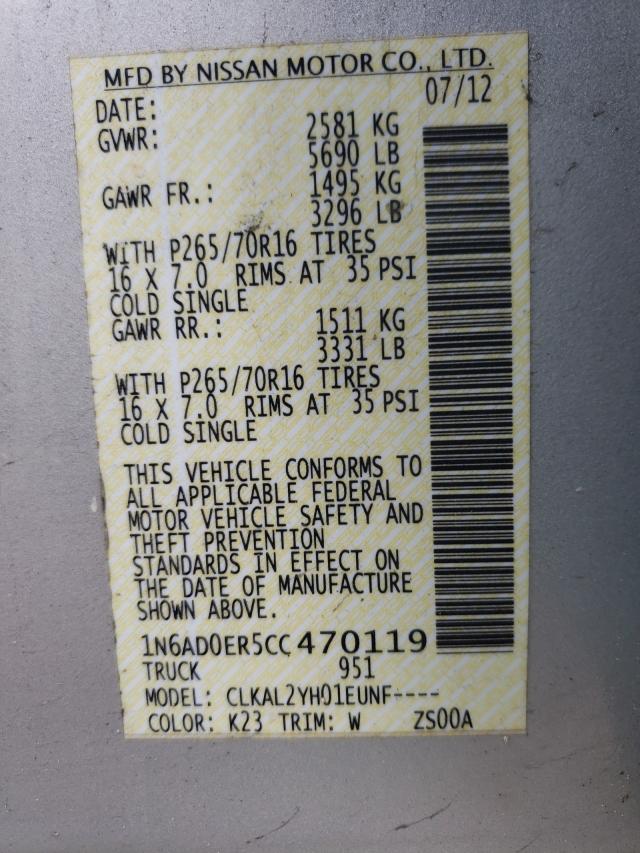 MFD BY NISSAN MOTOR CO., LTD.
DATE: 07/12
GVWR: 2581 KG
5690 LB
GAWR FR.: 1495 KG
3296 LB
WITH P265/70R16 TIRES
16 X 7.0 RIMS AT 35 PSI
COLD SINGLE
GAWR RR.: 1511 KG
3331 LB
WITH P265/70R16 TIRES
16 X 7.0 RIMS AT 35 PSI
COLD SINGLE
THIS VEHICLE CONFORMS TO
ALL APPLICABLE FEDERAL
MOTOR VEHICLE SAFETY AND
THEFT PREVENTION
STANDARDS IN EFFECT ON
THE DATE OF MANUFACTURE
SHOWN ABOVE.
1N6AD0ER5CC470119
TRUCK 951
MODEL: CLKAL2YH01EUNF----
COLOR: K23 TRIM: W ZS00A